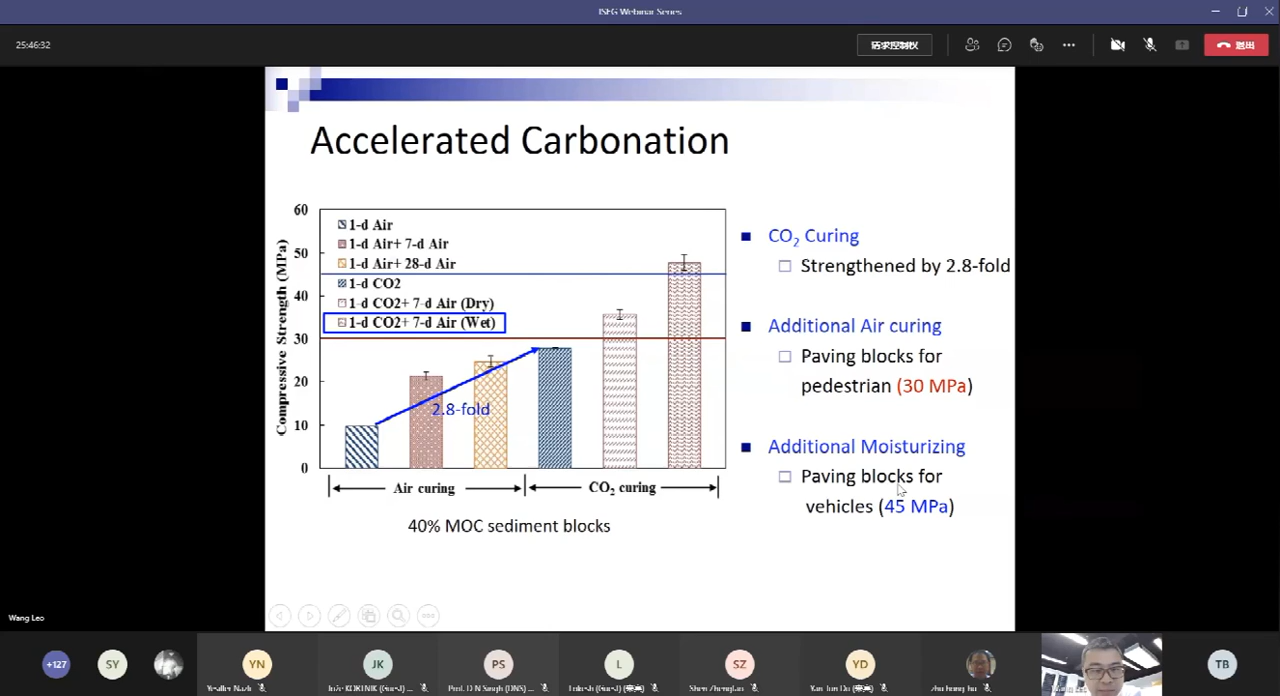 ISEG Webinar Series
25:46:32
请求控制权
退出
Accelerated Carbonation
Compressive Strength (MPa)
60
50
40
30
20
10
0
1-d Air
1-d Air+ 7-d Air
1-d Air+ 28-d Air
1-d CO2
1-d CO2+ 7-d Air (Dry)
1-d CO2+ 7-d Air (Wet)
2.8-fold
Air curing
CO2 curing
40% MOC sediment blocks
CO2 Curing
Strengthened by 2.8-fold
Additional Air curing
Paving blocks for
pedestrian (30 MPa)
Additional Moisturizing
Paving blocks for
vehicles (45 MPa)
Wang Leo
+127
SY
YN
JK
PS
L
SZ
YD
TB